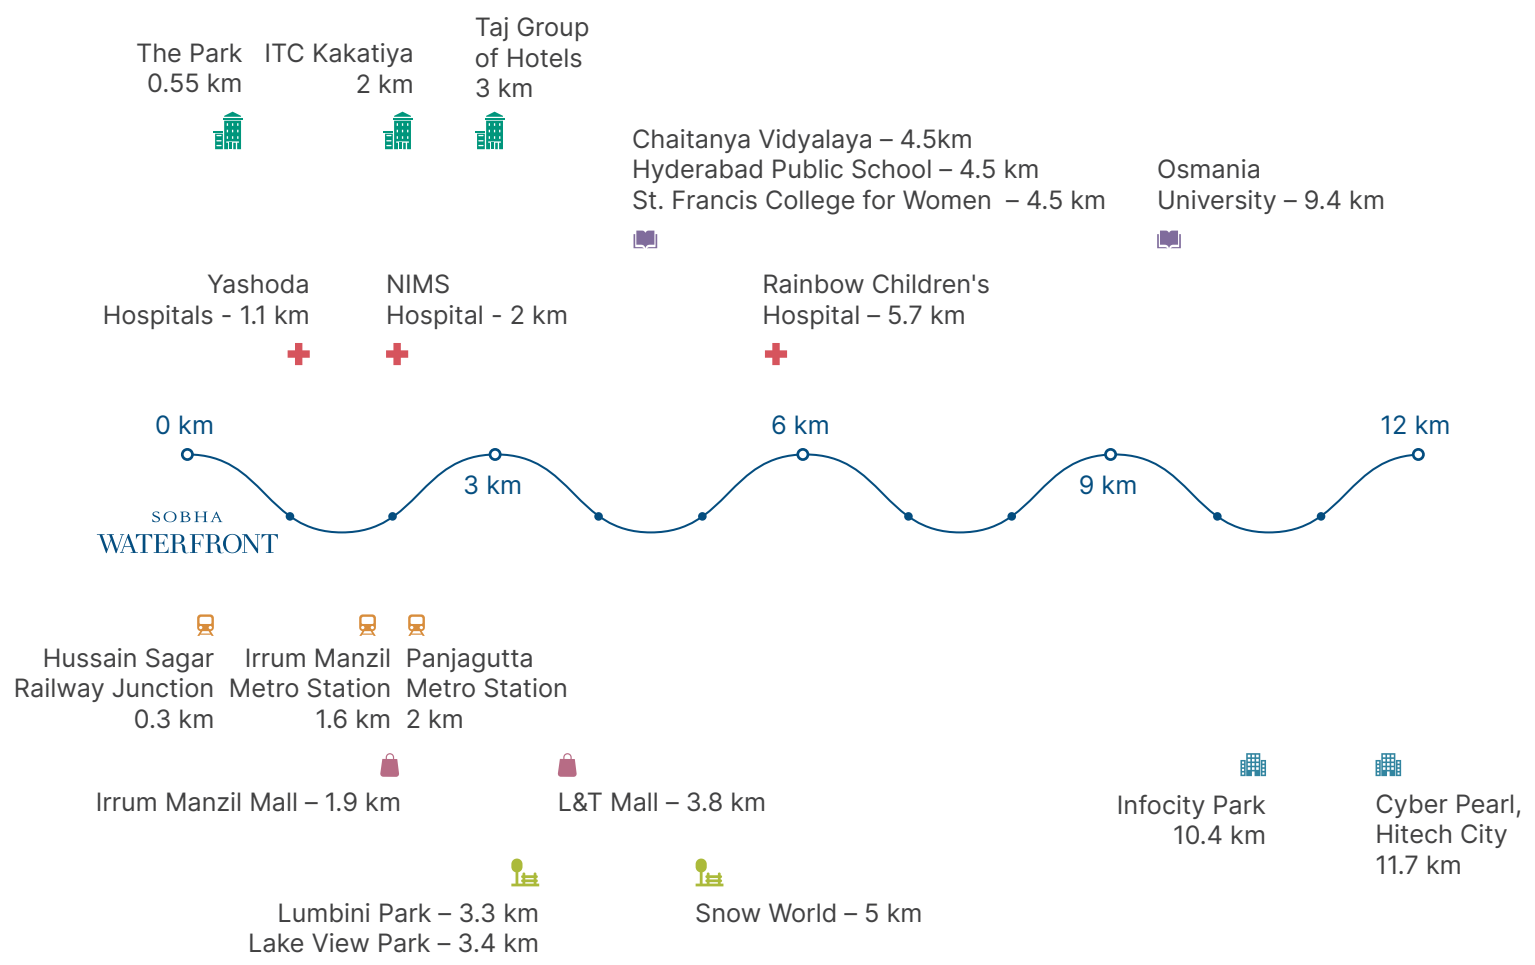 The Park
0.55 km
ITC Kakatiya
2 km
Taj Group
of Hotels
3 km
Chaitanya Vidyalaya – 4.5km
Hyderabad Public School – 4.5 km
St. Francis College for Women – 4.5 km
Osmania
University – 9.4 km
Yashoda
Hospitals - 1.1 km
NIMS
Hospital - 2 km
Rainbow Children's
Hospital – 5.7 km
0 km
3 km
6 km
9 km
12 km
SOBHA
WATERFRONT
Hussain Sagar
Railway Junction
0.3 km
Irrum Manzil
Metro Station
1.6 km
Panjagutta
Metro Station
2 km
Irrum Manzil Mall – 1.9 km
L&T Mall – 3.8 km
Infocity Park
10.4 km
Cyber Pearl,
Hitech City
11.7 km
Lumbini Park – 3.3 km
Lake View Park – 3.4 km
Snow World – 5 km